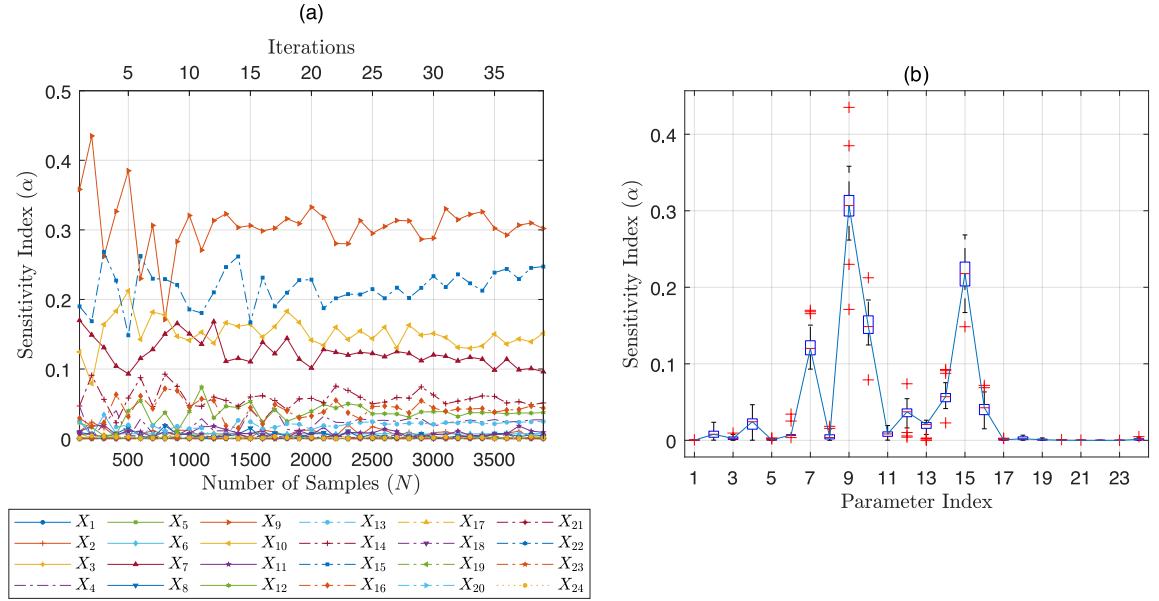 (a)
Iterations
5 10 15 20 25 30 35
0.5
0.4
0.3
0.2
0.1
0
Sensitivity Index (α)
500 1000 1500 2000 2500 3000 3500
Number of Samples (N)
X1 X5 X9 X13 X17 X21
X2 X6 X10 X14 X18 X22
X3 X7 X11 X15 X19 X23
X4 X8 X12 X16 X20 X24
(b)
0.4
0.3
0.2
0.1
0
Sensitivity Index (α)
1 3 5 7 9 11 13 15 17 19 21 23
Parameter Index